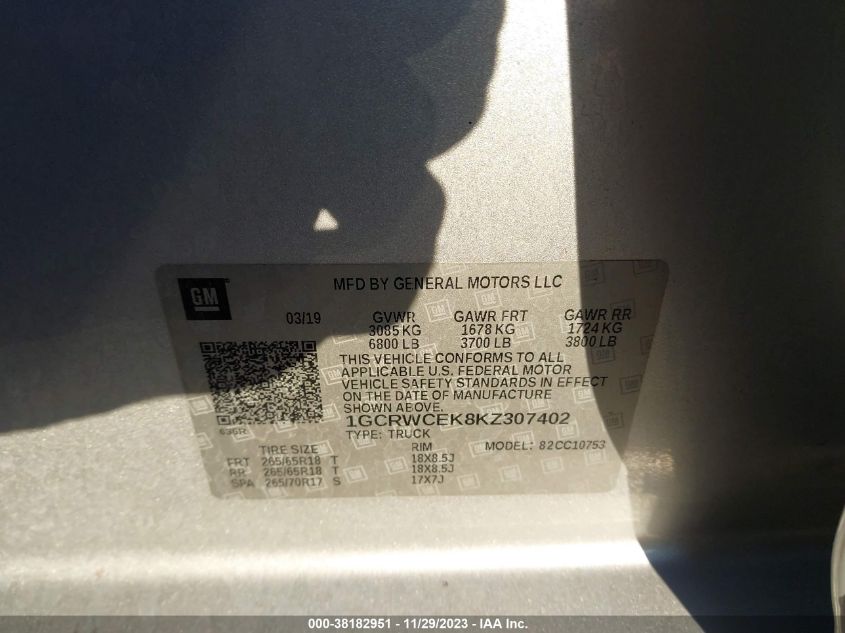 GM
MFD BY GENERAL MOTORS LLC
03/19 GVWR GAWR FRT GAWR RR
3085 KG 1678 KG 1724 KG
6800 LB 3700 LB 3800 LB
THIS VEHICLE CONFORMS TO ALL
APPLICABLE U.S. FEDERAL MOTOR
VEHICLE SAFETY STANDARDS IN EFFECT
ON THE DATE OF MANUFACTURE
SHOWN ABOVE.
1GCRWCEK8KZ307402
TYPE: TRUCK MODEL: 82CC10753
TIRE SIZE RIM
FRT 265/65R18 T 18X8.5J
RR 265/65R18 T 18X8.5J
SPA 265/70R17 S 17X7J
000-38182951 - 11/29/2023 - IAA Inc.